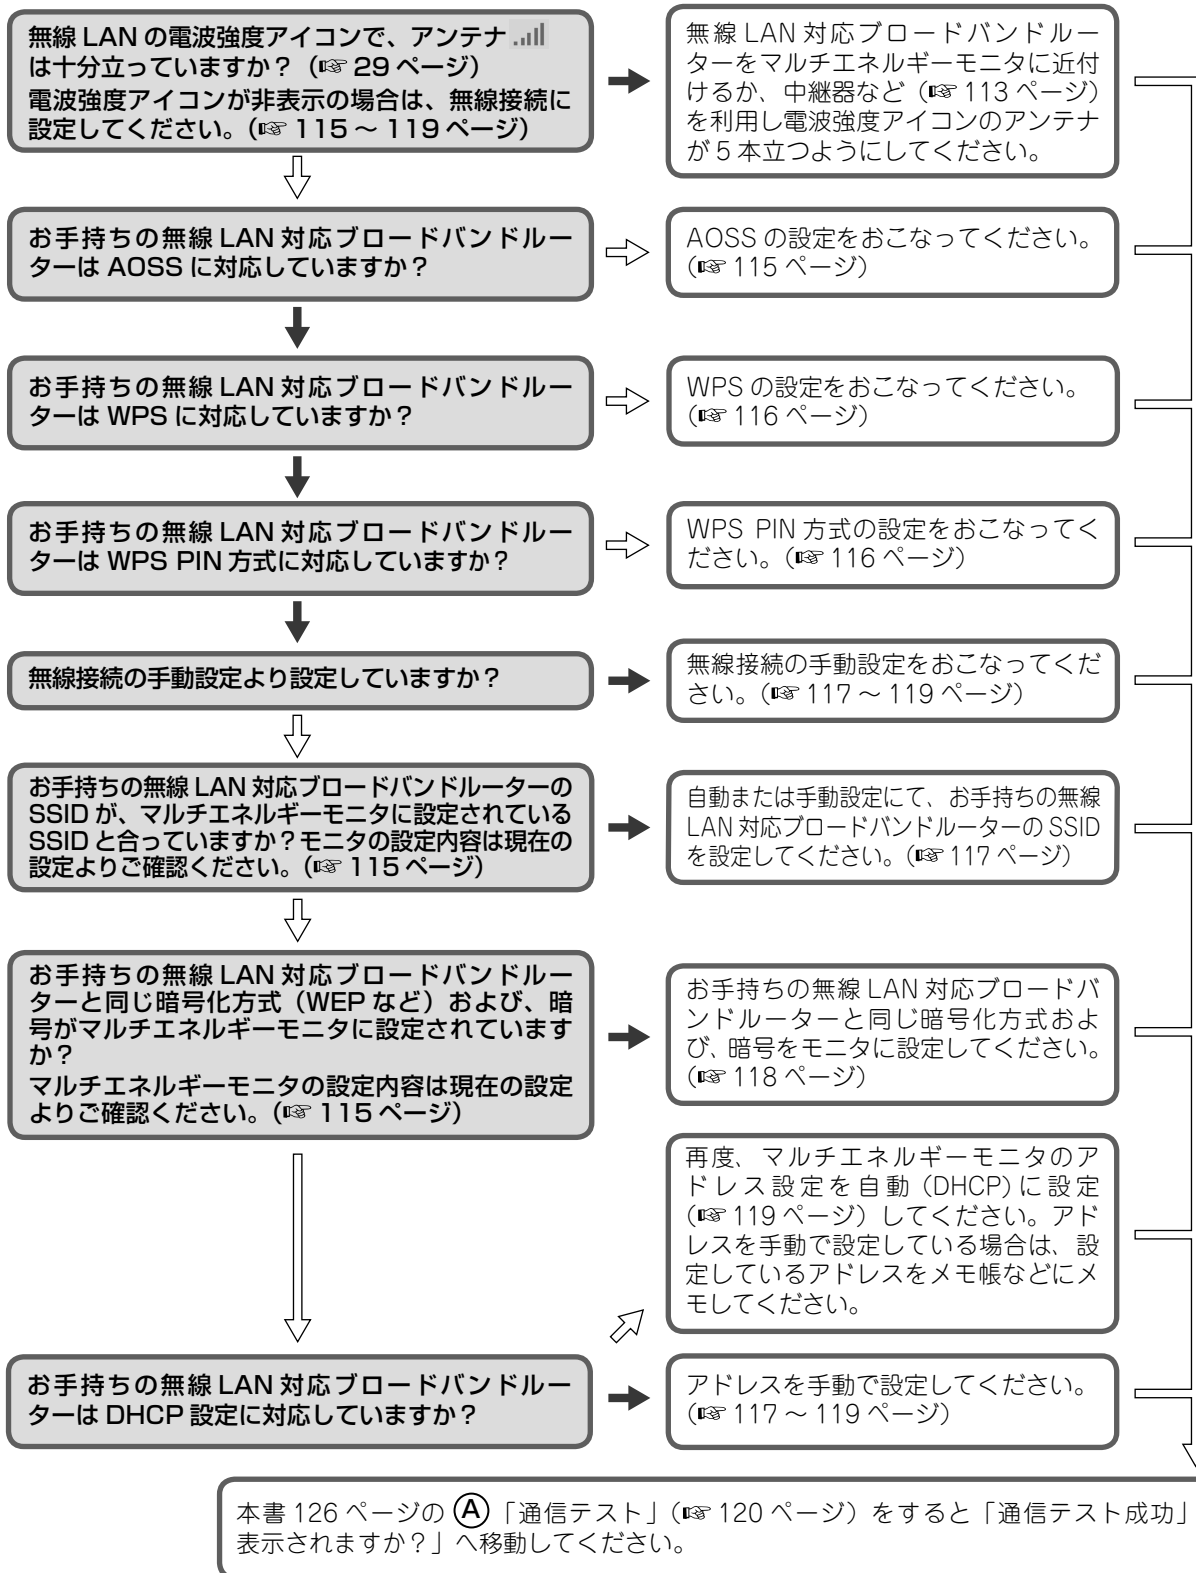 無線 LAN の電波強度アイコンで、アンテナ
は十分立っていますか？（☞ 29 ページ）
電波強度アイコンが非表示の場合は、無線接続に
設定してください。（☞ 115 ～ 119 ページ）
無線 LAN 対応ブロードバンドルー
ターをマルチエネルギーモニタに近付
けるか、中継器など（☞ 113 ページ）
を利用し電波強度アイコンのアンテナ
が 5 本立つようにしてください。
お手持ちの無線 LAN 対応ブロードバンドルー
ターは AOSS に対応していますか？
AOSS の設定をおこなってください。
（☞ 115 ページ）
お手持ちの無線 LAN 対応ブロードバンドルー
ターは WPS に対応していますか？
WPS の設定をおこなってください。
（☞ 116 ページ）
お手持ちの無線 LAN 対応ブロードバンドルー
ターは WPS PIN 方式に対応していますか？
WPS PIN 方式の設定をおこなってく
ださい。（☞ 116 ページ）
無線接続の手動設定より設定していますか？
無線接続の手動設定をおこなってくだ
さい。（☞ 117 ～ 119 ページ）
お手持ちの無線 LAN 対応ブロードバンドルーターの
SSID が、マルチエネルギーモニタに設定されている
SSID と合っていますか？モニタの設定内容は現在の
設定よりご確認ください。（☞ 115 ページ）
自動または手動設定にて、お手持ちの無線
LAN 対応ブロードバンドルーターの SSID
を設定してください。（☞ 117 ページ）
お手持ちの無線 LAN 対応ブロードバンドルー
ターと同じ暗号化方式（WEP など）および、暗
号がマルチエネルギーモニタに設定されています
か？
マルチエネルギーモニタの設定内容は現在の設定
よりご確認ください。（☞ 115 ページ）
お手持ちの無線 LAN 対応ブロードバ
ンドルーターと同じ暗号化方式およ
び、暗号をモニタに設定してください。
（☞ 118 ページ）
再度、マルチエネルギーモニタのア
ドレス設定を自動 (DHCP) に設定
（☞ 119 ページ）してください。アド
レスを手動で設定している場合は、設
定しているアドレスをメモ帳などにメ
モしてください。
お手持ちの無線 LAN 対応ブロードバンドルー
ターは DHCP 設定に対応していますか？
アドレスを手動で設定してください。
（☞ 117 ～ 119 ページ）
本書 126 ページの Ⓐ「通信テスト」（☞ 120 ページ）をすると「通信テスト成功」
表示されますか？」へ移動してください。